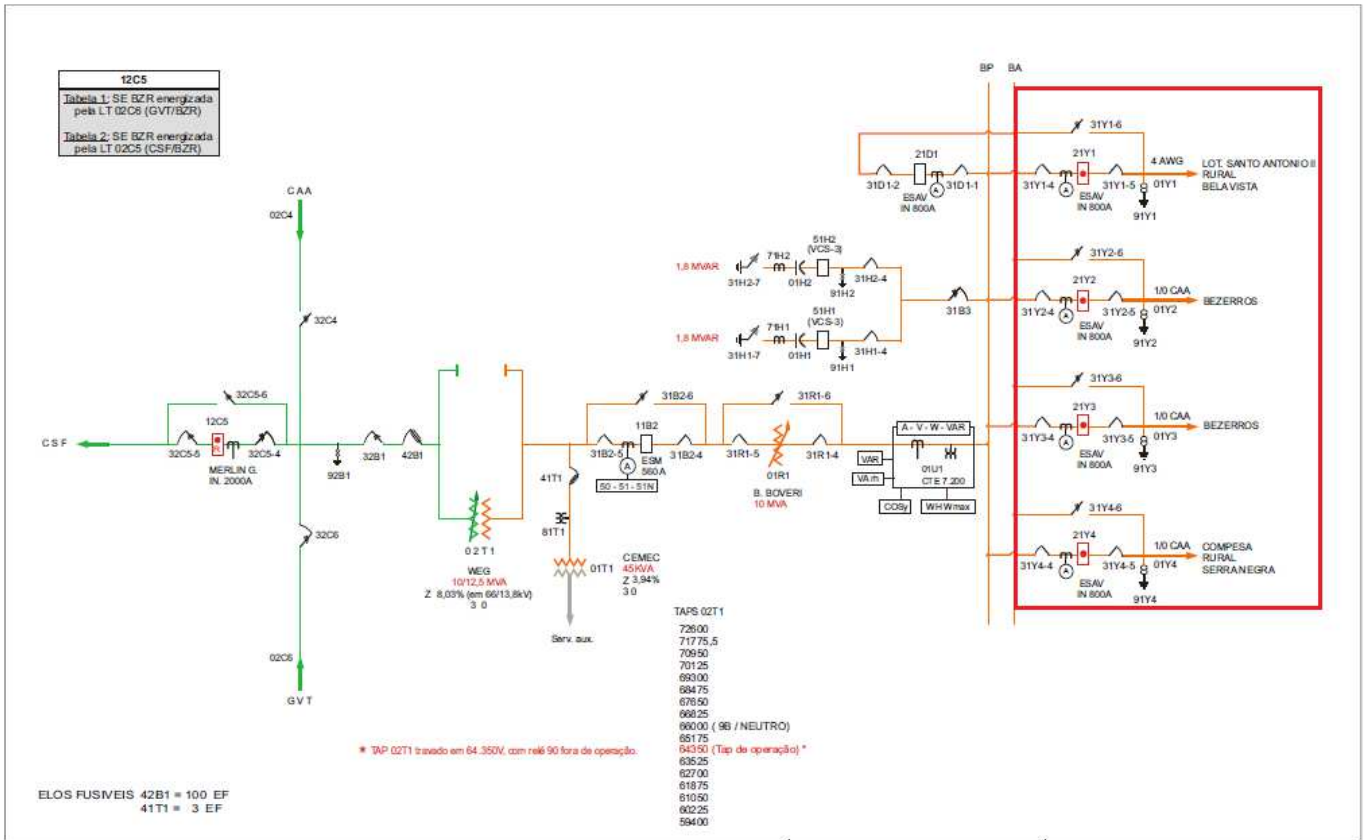 12C5
Tabela 1: SE BZR energizada
pela LT 02C6 (GVT/BZR)
Tabela 2: SE BZR energizada
pela LT 02C5 (CSF/BZR)
CAA
02C4
32C4
32C5-6
12C5
R
CSF
32C5-5
32C5-4
MERLIN G.
IN. 2000A
92B1
32B1
42B1
32C6
02C6
GVT
02T1
WEG
10/12,5 MVA
Z 8,03% (em 66/13,8kV)
3 0
41T1
81T1
01T1
CEMEC
45KVA
Z 3,94%
3 0
Serv. aux.
31B2-6
11B2
31B2-5
31B2-4
A
ESM
560 A
50 - 51 - 51N
31R1-6
31R1-5
31R1-4
01R1
B. BOVERI
10 MVA
A - V - W - VAR
VAR
VAm
01U1
CTE 7.200
COSy
WHWmax
1,8 MVAR
31H2-7
71H2
01H2
51H2
(VCS-3)
91H2
31H2-4
1,8 MVAR
31H1-7
71H1
01H1
51H1
(VCS-3)
91H1
31H1-4
31B3
21D1
31D1-2
31D1-1
A
ESAV
IN 800A
BP BA
31Y1-6
21Y1
31Y1-4
31Y1-5
A
ESAV
IN 800A
4 AWG
01Y1
91Y1
LOT. SANTO ANTONIO II
RURAL
BELA VISTA
31Y2-6
21Y2
31Y2-4
31Y2-5
A
ESAV
IN 800A
1/0 CAA
01Y2
91Y2
BEZERROS
31Y3-6
21Y3
31Y3-4
31Y3-5
A
ESAV
IN 800A
1/0 CAA
01Y3
91Y3
BEZERROS
31Y4-6
21Y4
31Y4-4
31Y4-5
A
ESAV
IN 800A
1/0 CAA
01Y4
91Y4
COMPESA
RURAL
SERRA NEGRA
TAPS 02T1
72600
71775,5
70950
70125
69300
68475
67650
66825
66000 ( 9B / NEUTRO)
65175
64350 (Tap de operação) *
63525
62700
61875
61050
60225
59400
* TAP 02T1 travado em 64.350V, com relé 90 fora de operação.
ELOS FUSIVEIS 42B1 = 100 EF
41T1 = 3 EF